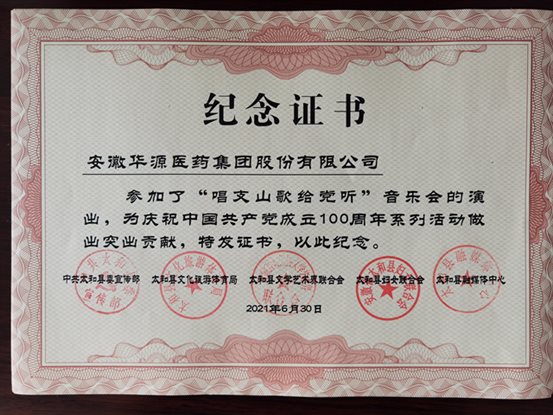 纪念证书
安徽华源医药集团股份有限公司
参加了“唱支山歌给党听”音乐会的演
出，为庆祝中国共产党成立100周年系列活动做
出突出贡献，特发证书，以此纪念。
中共太和县委宣传部 太和县文化旅游体育局 太和县文学艺术界联合会 太和县妇女联合会 太和县融媒体中心
2021年6月30日